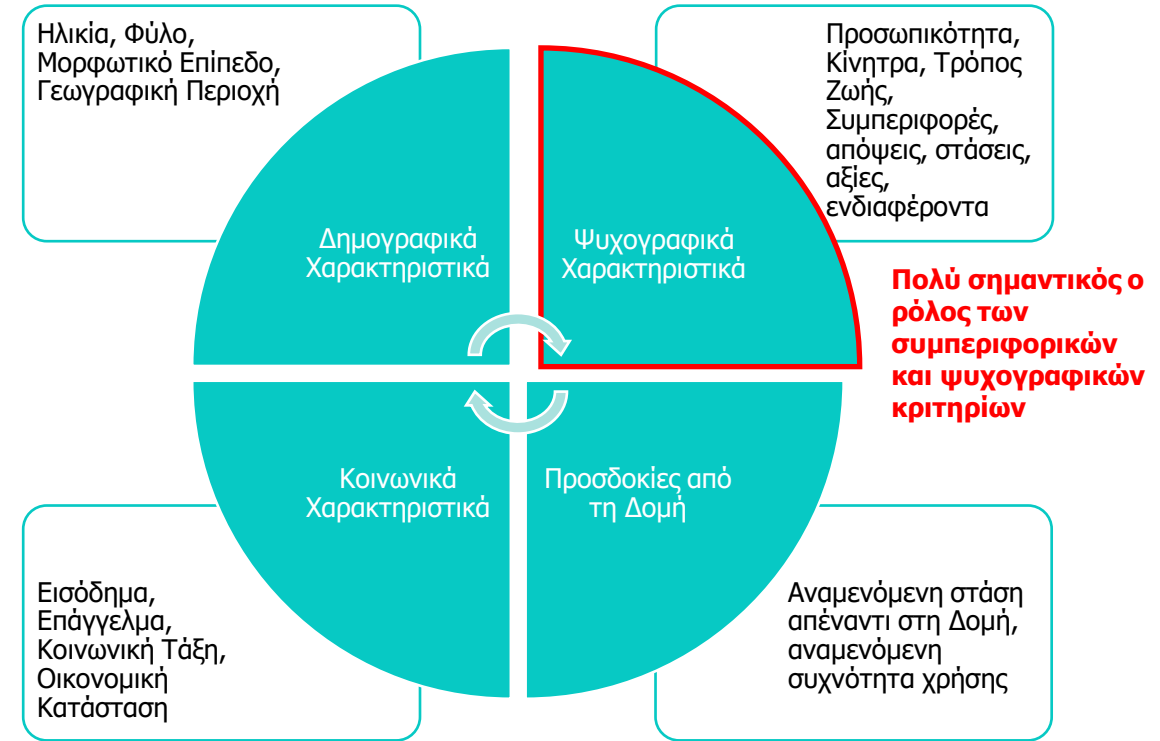 Ηλικία, Φύλο,
Μορφωτικό Επίπεδο,
Γεωγραφική Περιοχή
Προσωπικότητα,
Κίνητρα, Τρόπος
Ζωής,
Συμπεριφορές,
απόψεις, στάσεις,
αξίες,
ενδιαφέροντα
Δημογραφικά
Χαρακτηριστικά
Ψυχογραφικά
Χαρακτηριστικά
Πολύ σημαντικός ο
ρόλος των
συμπεριφορικών
και ψυχογραφικών
κριτηρίων
Κοινωνικά
Χαρακτηριστικά
Προσδοκίες από
τη Δομή
Εισόδημα,
Επάγγελμα,
Κοινωνική Τάξη,
Οικονομική
Κατάσταση
Αναμενόμενη στάση
απέναντι στη Δομή,
αναμενόμενη
συχνότητα χρήσης